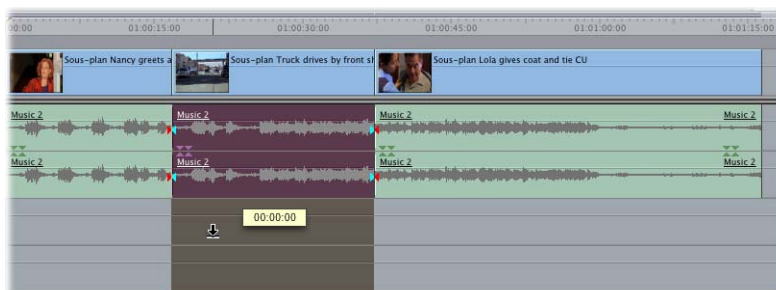 00:00 01:00:15:00 01:00:30:00 01:00:45:00 01:01:00:00 01:01:15:00
Sous-plan Nancy greets a Sous-plan Truck drives by front sh Sous-plan Lola gives coat and tie CU
Music 2 Music 2 Music 2 Music 2
Music 2 Music 2 Music 2 Music 2
00:00:00